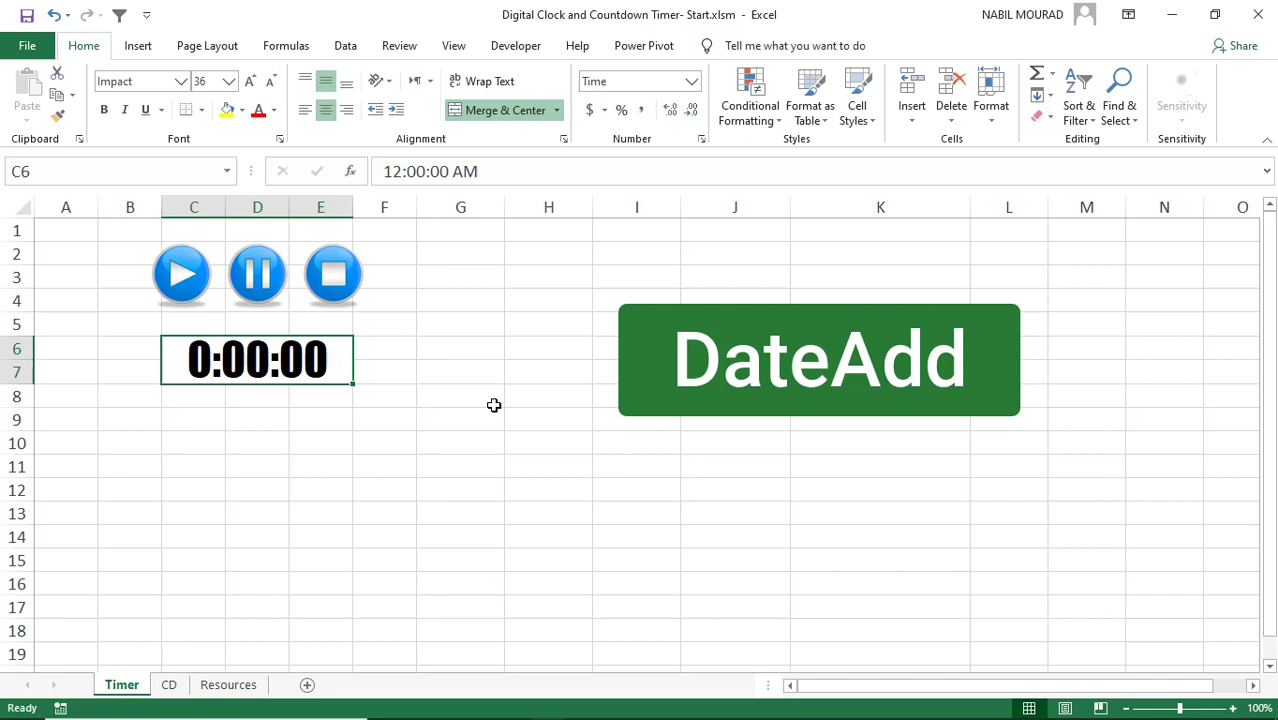 Digital Clock and Countdown Timer- Start.xlsm - Excel
NABIL MOURAD
File
Home
Insert
Page Layout
Formulas
Data
Review
View
Developer
Help
Power Pivot
Tell me what you want to do
Share
Paste
Clipboard
Impact
36
B I U
A A
A
Font
Wrap Text
Merge & Center
Alignment
Time
$ % ,
Number
Conditional
Formatting
Format
Table
Cell
Styles
Styles
Insert
Delete
Format
Cells
Sort &
Filter
Find &
Select
Editing
Sensitivity
Sensitivity
C6
fx
12:00:00 AM
A B C D E F G H I J K L M N O
1
2
3
4
5
6
7
8
9
10
11
12
13
14
15
16
17
18
19
0:00:00
DateAdd
Timer
CD
Resources
Ready
100%